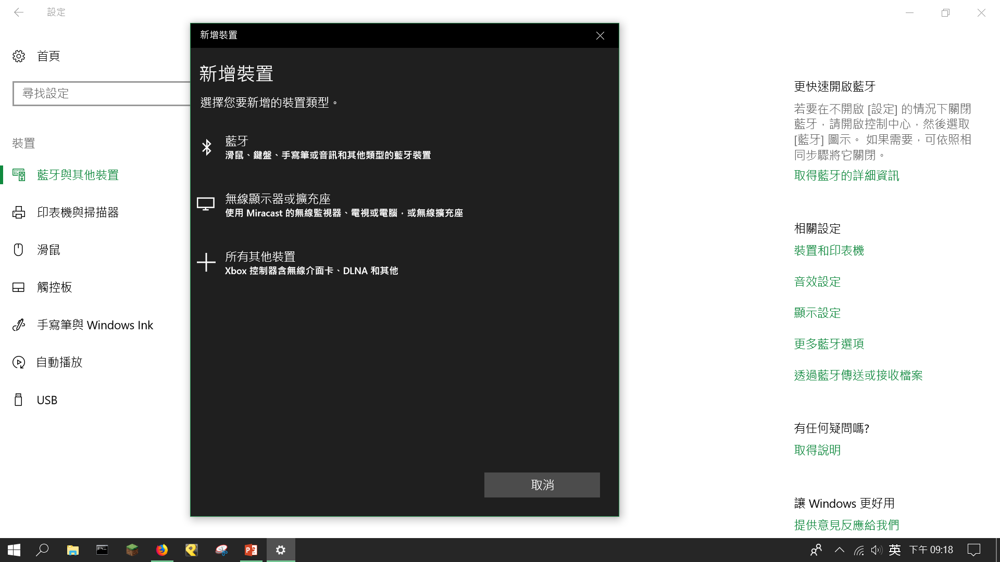 設定
首頁
尋找設定
裝置
藍牙與其他裝置
印表機與掃描器
滑鼠
觸控板
手寫筆與 Windows Ink
自動播放
USB
新增裝置
新增裝置
選擇您要新增的裝置類型。
藍牙
滑鼠、鍵盤、手寫筆或音訊和其他類型的藍牙裝置
無線顯示器或擴充座
使用 Miracast 的無線監視器、電視或電腦，或無線擴充座
所有其他裝置
Xbox 控制器含無線介面卡、DLNA 和其他
取消
更快速開啟藍牙
若要在不開啟 [設定] 的情況下關閉
藍牙，請開啟控制中心，然後選取
[藍牙] 圖示。 如果需要，可依照相
同步驟將它關閉。
取得藍牙的詳細資訊
相關設定
裝置和印表機
音效設定
顯示設定
更多藍牙選項
透過藍牙傳送或接收檔案
有任何疑問嗎?
取得說明
讓 Windows 更好用
提供意見反應給我們
英
下午 09:18